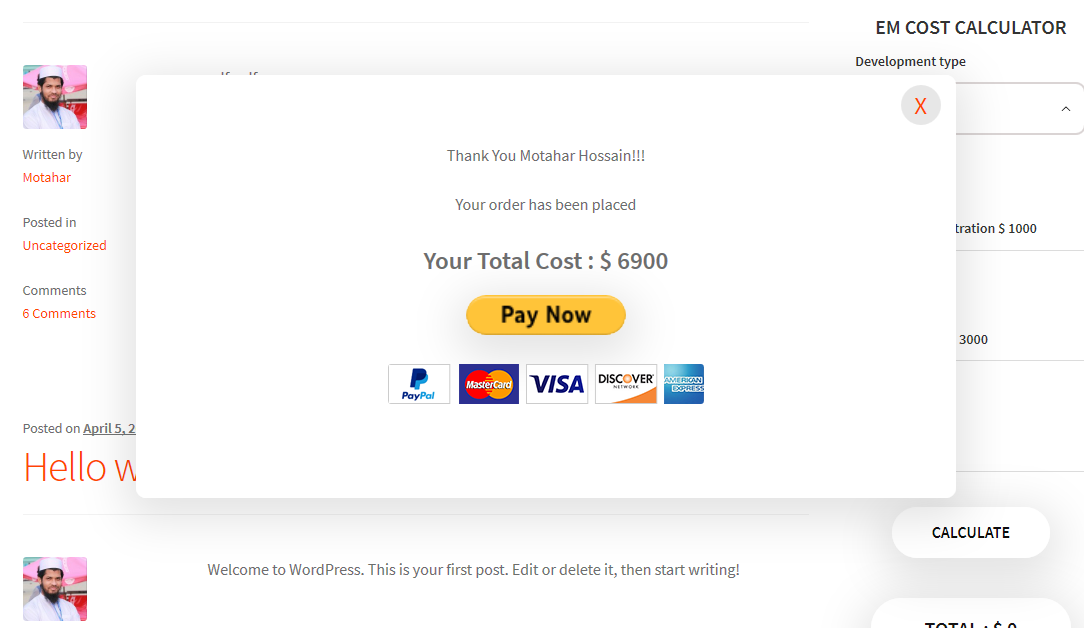 EM COST CALCULATOR
Development type
Written by
Motahar
Posted in
Uncategorized
Comments
6 Comments
X
Thank You Motahar Hossain!!!
Your order has been placed
Your Total Cost : $ 6900
Pay Now
PayPal
MasterCard
VISA
DISCOVER
NETWORK
AMERICAN
EXPRESS
tration $ 1000
3000
Posted on April 5, 2
Hello w
CALCULATE
Welcome to WordPress. This is your first post. Edit or delete it, then start writing!
TOTAL : $ 0